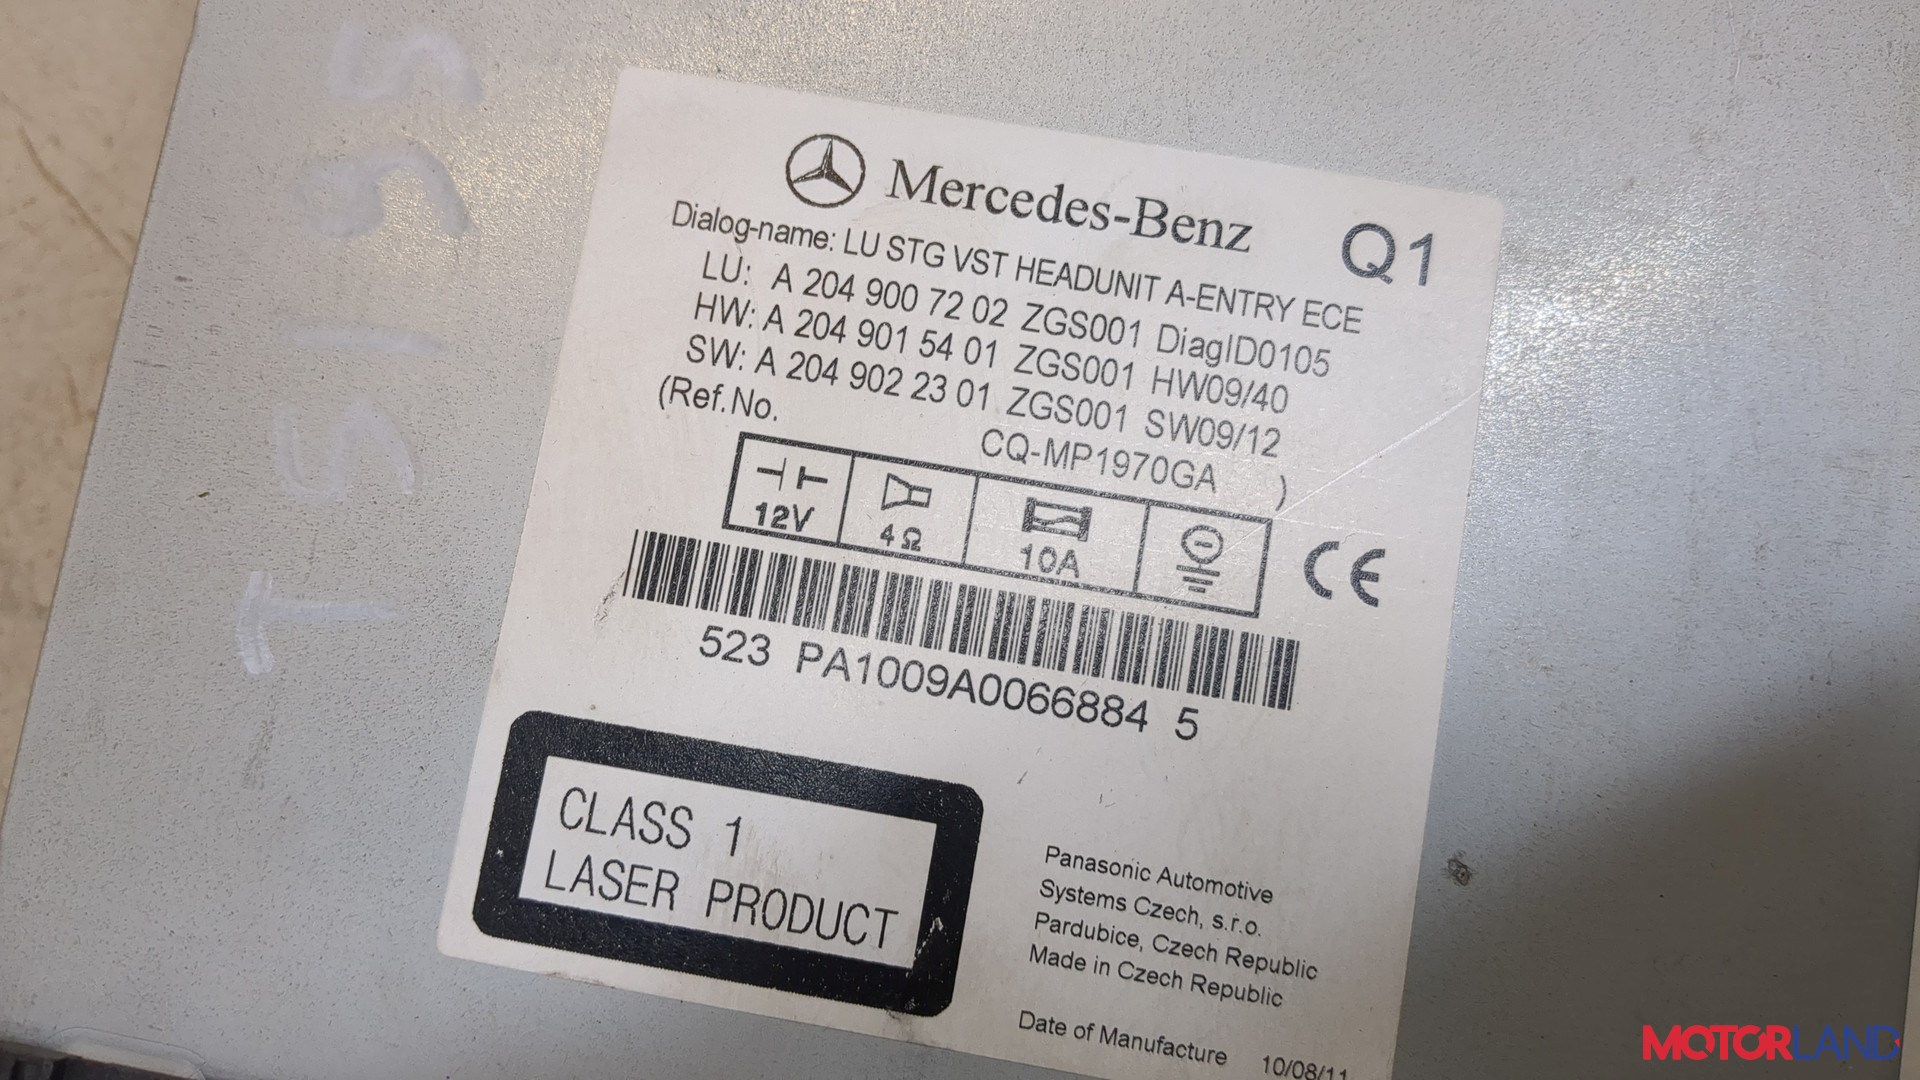 Mercedes-Benz Q1
Dialog-name: LU STG VST HEADUNIT A-ENTRY ECE
LU: A 204 900 72 02 ZGS001 DiagID0105
HW: A 204 901 54 01 ZGS001 HW09/40
SW: A 204 902 23 01 ZGS001 SW09/12
(Ref.No. CQ-MP1970GA )
12V 4Ω 10A CE
523 PA1009A0066884 5
CLASS 1
LASER PRODUCT
Panasonic Automotive
Systems Czech, s.r.o.
Pardubice, Czech Republic
Made in Czech Republic
Date of Manufacture 10/08/11
MOTORLAND